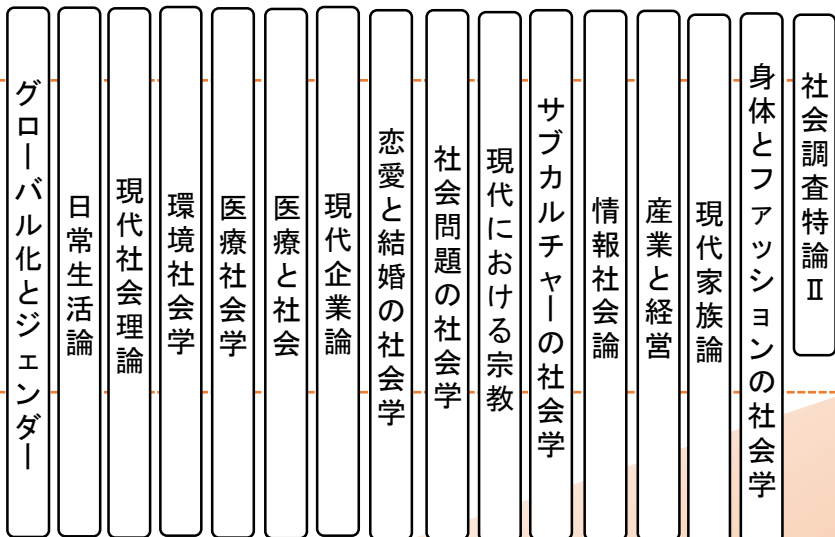 社会調査特論Ⅱ
身体とファッションの社会学
現代家族論
産業と経営
情報社会論
サブカルチャーの社会学
現代における宗教
社会問題の社会学
恋愛と結婚の社会学
現代企業論
医療と社会
医療社会学
環境社会学
現代社会理論
日常生活論
グローバル化とジェンダー